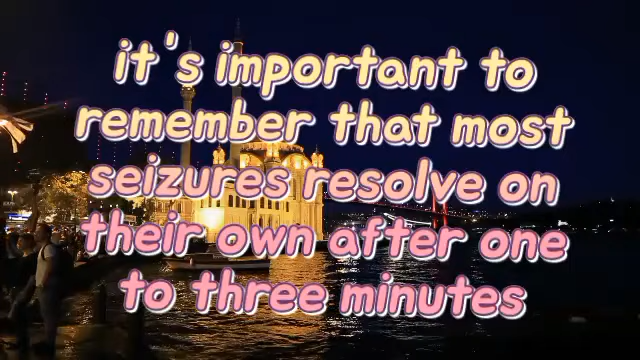 it's important to
remember that most
seizures resolve on
their own after one
to three minutes